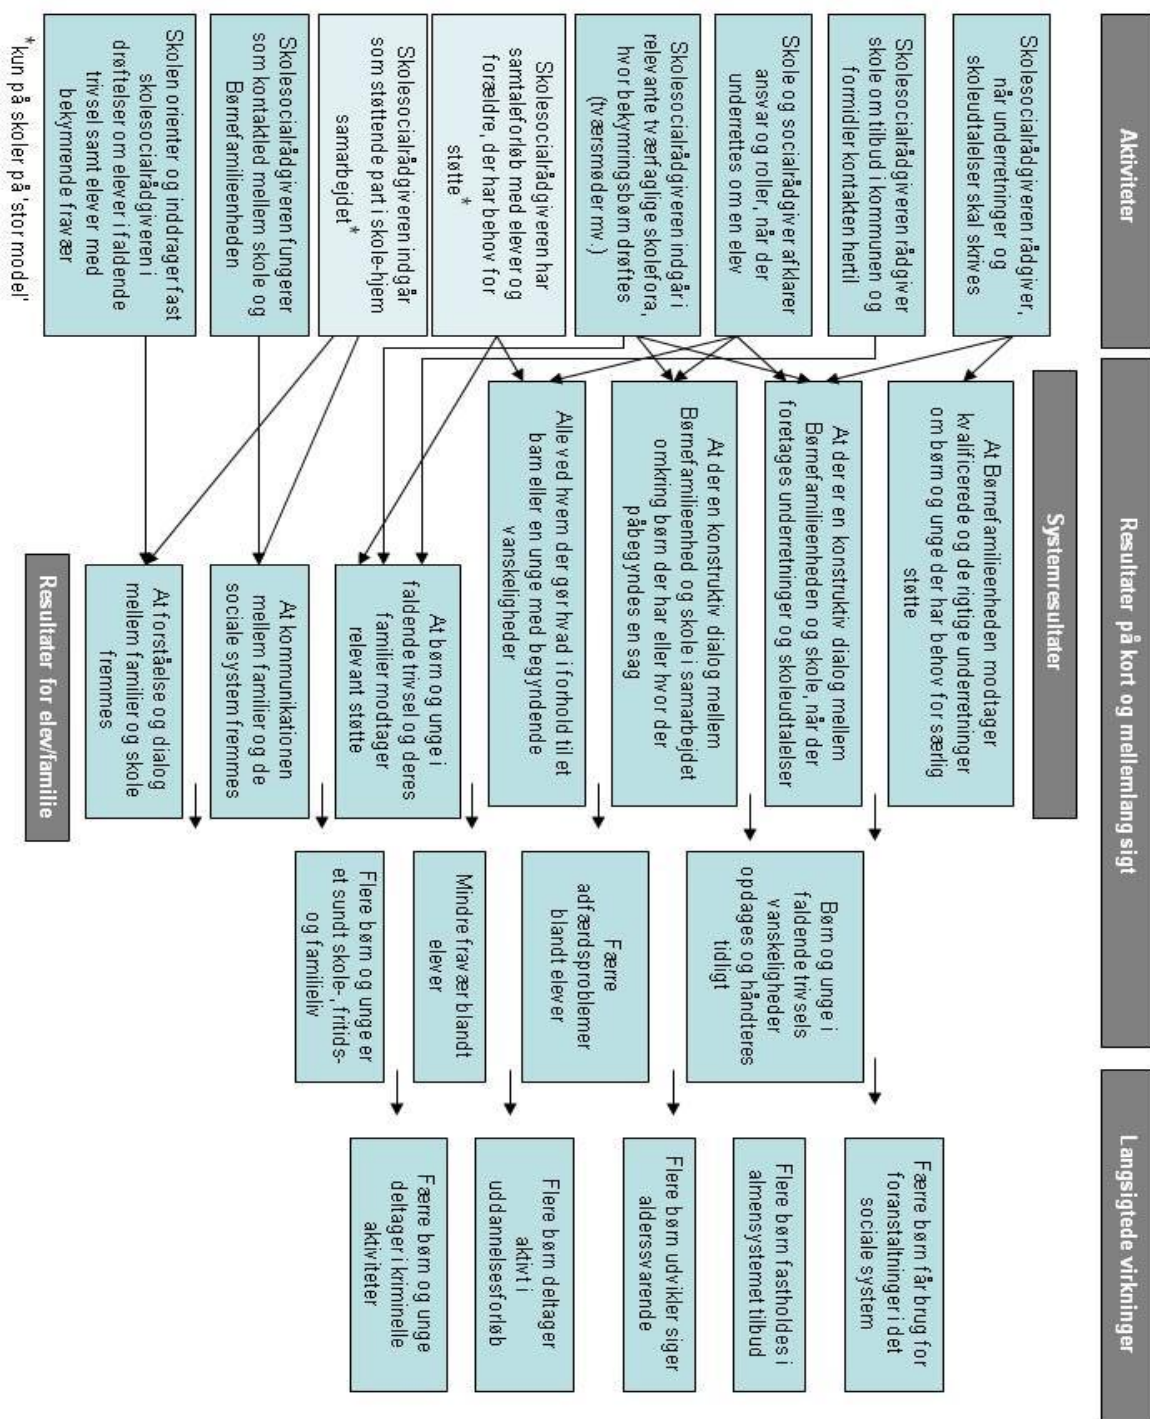 Aktiviteter
Resultater på kort og mellemlang sigt
Langsigtede virkninger
Systemresultater
Skolesocialrådgiveren rådgiver,
når underretninger og
skoleudtalelser skal skrives
Skolesocialrådgiveren rådgiver
skole om tilbud i kommunen og
formidler kontakten hertil
Skole og socialrådgiver afklarer
ansvar og roller, når der
underrettes om en elev
Skolesocialrådgiveren indgår i
relevante tværfaglige skolefora,
hvor bekymringsbørn drøftes
(tværsmøder mv.)
Skolesocialrådgiveren har
samtaleforløb med elever og
forældre, der har behov for
støtte*
Skolesocialrådgiveren indgår
som støttende part i skole-hjem
samarbejdet*
Skolesocialrådgiveren fungerer
som kontaktled mellem skole og
Børnefamilieenheden
Skolen orienter og inddrager fast
skolesocialrådgiveren i
drøftelser om elever i faldende
trivsel samt elever med
bekymrende fravær
*kun på skoler på 'stor model'
At Børnefamilieenheden modtager
kvalificerede og de rigtige underretninger
om børn og unge der har behov for særlig
støtte
At der er en konstruktiv dialog mellem
Børnefamilieenheden og skole, når der
foretages underretninger og skoleudtalelser
At der en konstruktiv dialog mellem
Børnefamilieenhed og skole i samarbejdet
omkring børn der har eller hvor der
påbegyndes en sag
Alle ved hvem der gør hvad i forhold til et
barn eller en unge med begyndende
vanskeligheder
At børn og unge i
faldende trivsel og deres
familier modtager
relevant støtte
At kommunikationen
mellem familier og de
sociale system fremmes
At forståelse og dialog
mellem familier og skole
fremmes
Resultater for elev/familie
Børn og unge i
faldende trivsels
vanskeligheder
opdages og håndteres
tidligt
Færre
adfærdsproblemer
blandt elever
Mindre fravær blandt
elever
Flere børn og unge er
et sundt skole-, fritids-
og familieliv
Færre børn får brug for
foranstaltninger i det
sociale system
Flere børn fastholdes i
almensystemet tilbud
Flere børn udvikler siger
alderssvarende
Flere børn deltager
aktivt i
uddannelsesforløb
Færre børn og unge
deltager i kriminelle
aktiviteter